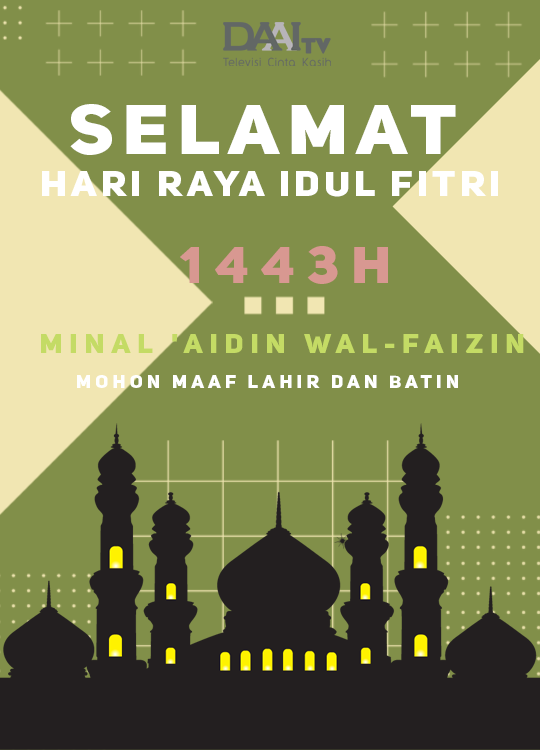 DAAI TV
Televisi Cinta Kasih
SELAMAT
HARI RAYA IDUL FITRI
1443H
MINAL 'AIDIN WAL-FAIZIN
MOHON MAAF LAHIR DAN BATIN